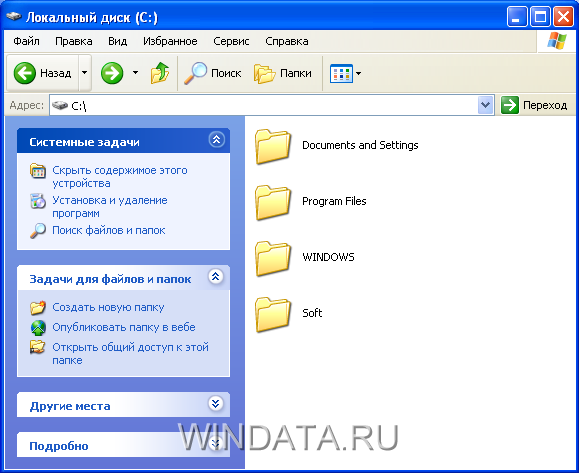 Локальный диск (C:)
Файл Правка Вид Избранное Сервис Справка
Назад Поиск Папки
Адрес: C:\ Переход
Системные задачи
Скрыть содержимое этого
устройства
Установка и удаление
программ
Поиск файлов и папок
Задачи для файлов и папок
Создать новую папку
Опубликовать папку в вебе
Открыть общий доступ к этой
папке
Другие места
Подробно
Documents and Settings
Program Files
WINDOWS
Soft
WINDATA.RU